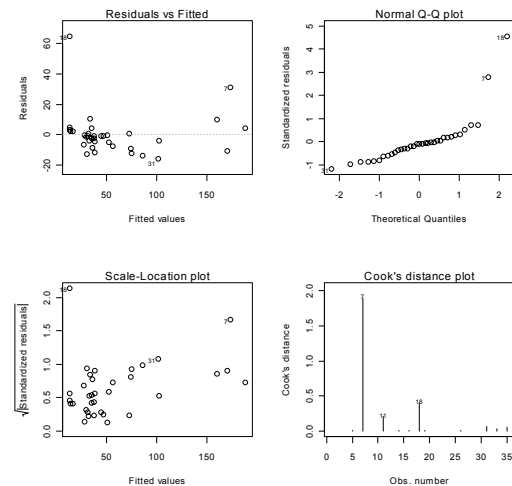 Residuals vs Fitted
Residuals
-20 0 20 40 60
18
7
31
50 100 150
Fitted values
Normal Q-Q plot
Standardized residuals
-1 0 1 2 3 4 5
18
7
31
-2 -1 0 1 2
Theoretical Quantiles
Scale-Location plot
√|Standardized residuals|
0.0 0.5 1.0 1.5 2.0
18
7
31
50 100 150
Fitted values
Cook's distance plot
Cook's distance
0.0 0.5 1.0 1.5 2.0
7
11
18
0 5 10 15 20 25 30 35
Obs. number